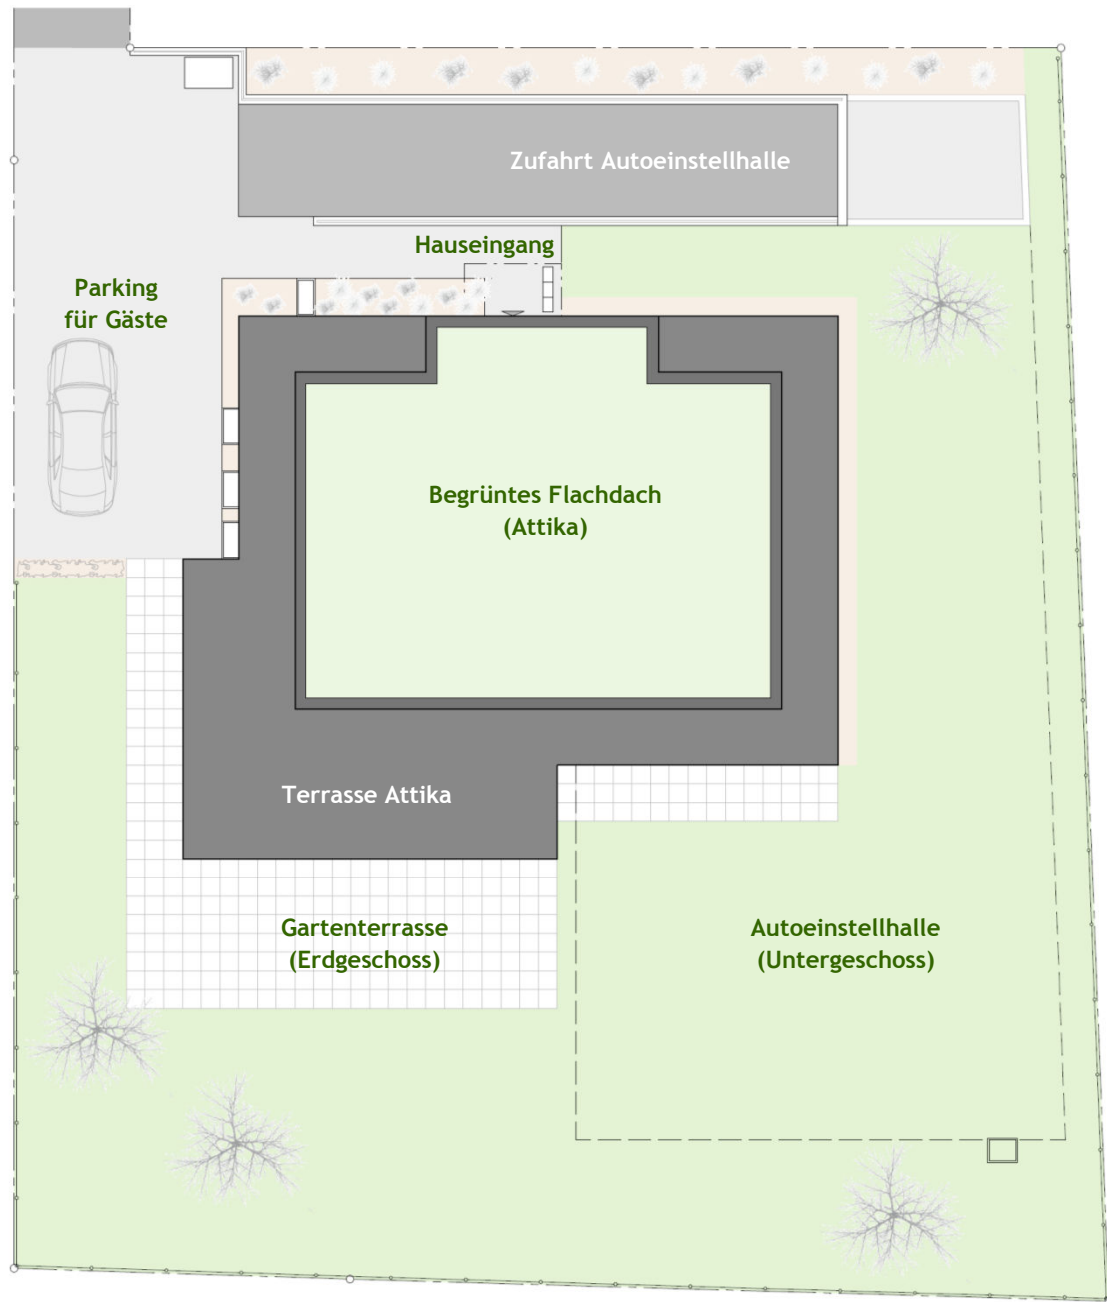 Zufahrt Autoeinstellhalle
Hauseingang
Parking
für Gäste
Begrüntes Flachdach
(Attika)
Terrasse Attika
Gartenterrasse
(Erdgeschoss)
Autoeinstellhalle
(Untergeschoss)